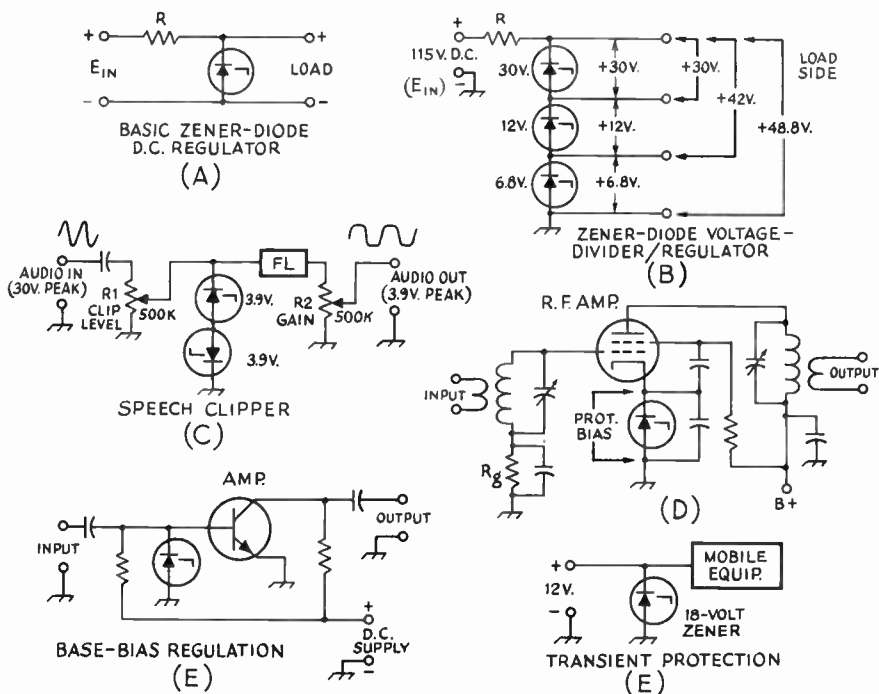 R
+
+
E IN
LOAD
-
-
BASIC ZENER-DIODE
D.C. REGULATOR
(A)
+
R
115 V. D.C.
-
(E IN)
30V.
12V.
6.8V.
+30V.
+12V.
+6.8V.
+30V.
+42V.
+48.8V.
LOAD
SIDE
ZENER-DIODE VOLTAGE-
DIVIDER/REGULATOR
(B)
AUDIO IN
(30V. PEAK)
R1
CLIP
LEVEL
500K
3.9V.
3.9V.
FL
R2
GAIN
500K
AUDIO OUT
(3.9V. PEAK)
SPEECH CLIPPER
(C)
R.F. AMP.
INPUT
Rg
PROT.
BIAS
OUTPUT
B+
(D)
AMP.
INPUT
OUTPUT
+
D.C.
SUPPLY
-
BASE-BIAS REGULATION
(E)
+
12V.
-
MOBILE
EQUIP.
18-VOLT
ZENER
TRANSIENT PROTECTION
(E)